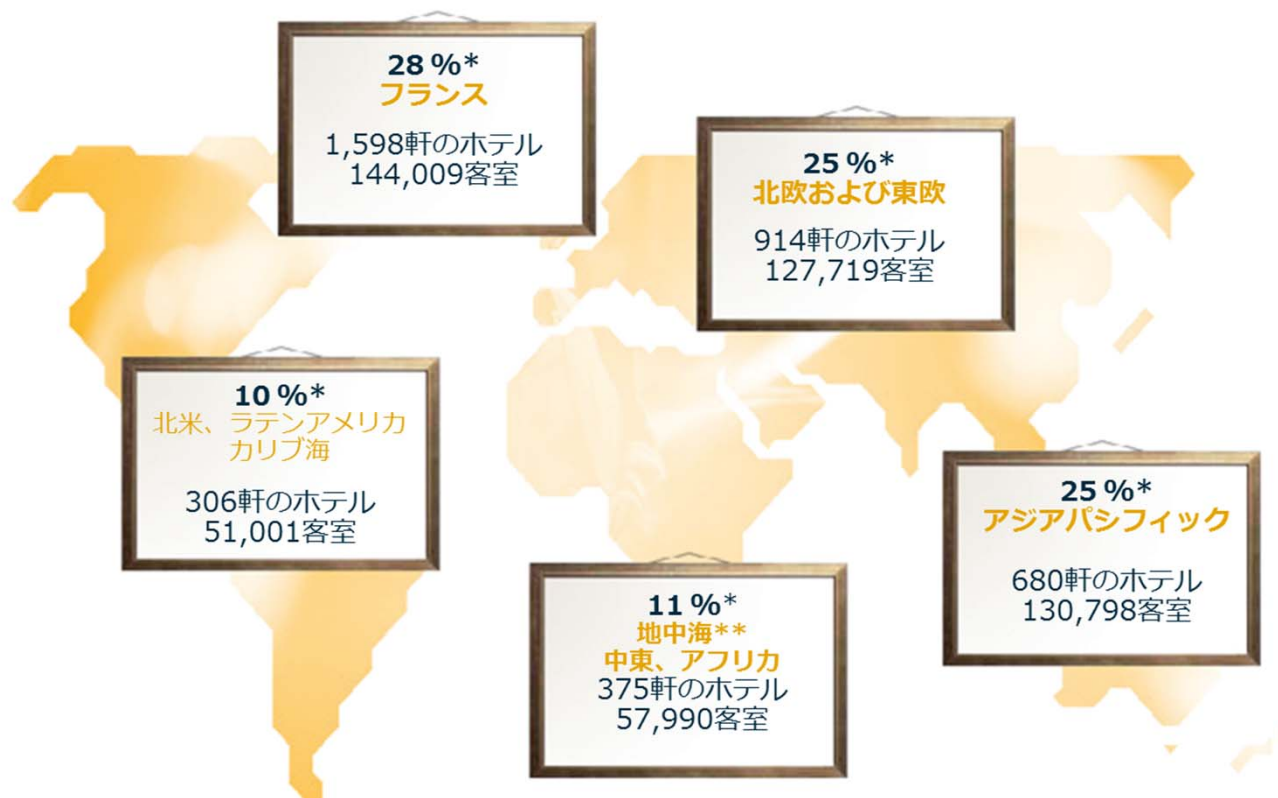 28 %*
フランス
1,598軒のホテル
144,009客室
25 %*
北欧および東欧
914軒のホテル
127,719客室
10 %*
北米、ラテンアメリカ
カリブ海
306軒のホテル
51,001客室
25 %*
アジアパシフィック
680軒のホテル
130,798客室
11 %*
地中海**
中東、アフリカ
375軒のホテル
57,990客室